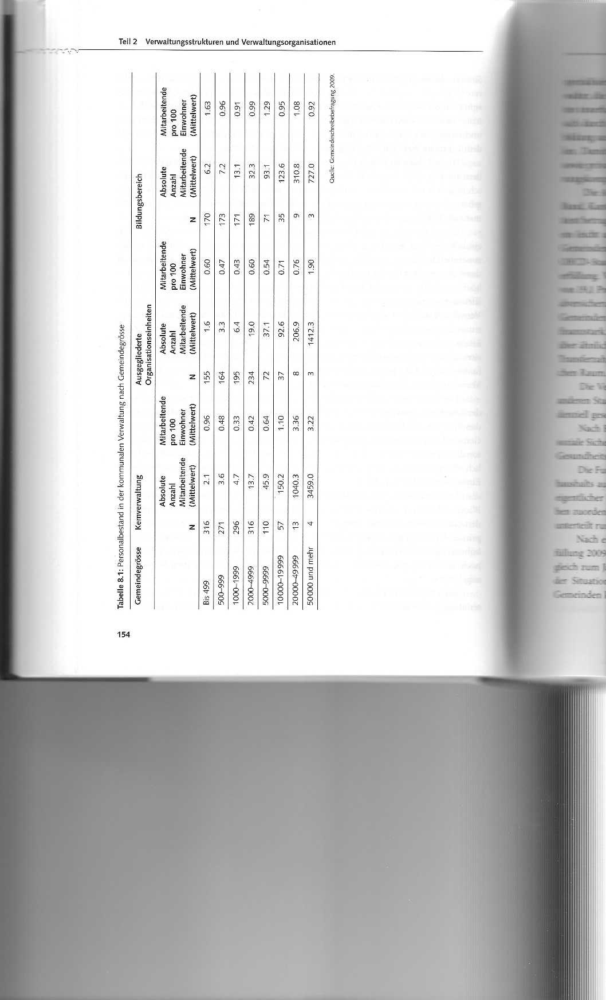 Teil 2 Verwaltungsstrukturen und Verwaltungsorganisationen
Tabelle 8.1: Personalbestand in der kommunalen Verwaltung nach Gemeindegrösse
Gemeindegrösse Kernverwaltung Ausgegliederte Organisationseinheiten Bildungsbereich
N Absolute Anzahl Mitarbeitende (Mittelwert) Mitarbeitende pro 100 Einwohner (Mittelwert) N Absolute Anzahl Mitarbeitende (Mittelwert) Mitarbeitende pro 100 Einwohner (Mittelwert) N Absolute Anzahl Mitarbeitende (Mittelwert) Mitarbeitende pro 100 Einwohner (Mittelwert)
Bis 499 316 2.1 0.96 155 1.6 0.60 170 6.2 1.63
500–999 271 3.6 0.48 164 3.3 0.47 173 7.2 0.96
1000–1999 296 4.7 0.33 195 6.4 0.43 171 13.1 0.91
2000–4999 316 13.7 0.42 234 19.0 0.60 189 32.3 0.99
5000–9999 110 45.9 0.64 72 37.1 0.54 71 93.1 1.29
10000–19999 57 150.2 1.10 37 92.6 0.71 35 123.6 0.95
20000–49999 13 1040.3 3.36 8 206.9 0.76 9 310.8 1.08
50000 und mehr 4 3459.0 3.22 3 1412.3 1.90 3 727.0 0.92
Quelle: Gemeindeschreibebefragung 2009.
154